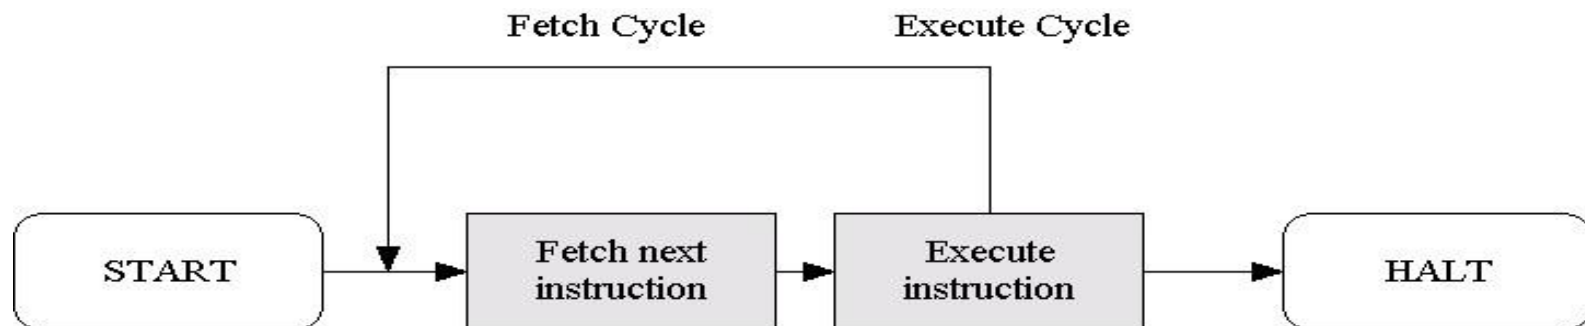 Fetch Cycle
Execute Cycle
START
Fetch next
instruction
Execute
instruction
HALT